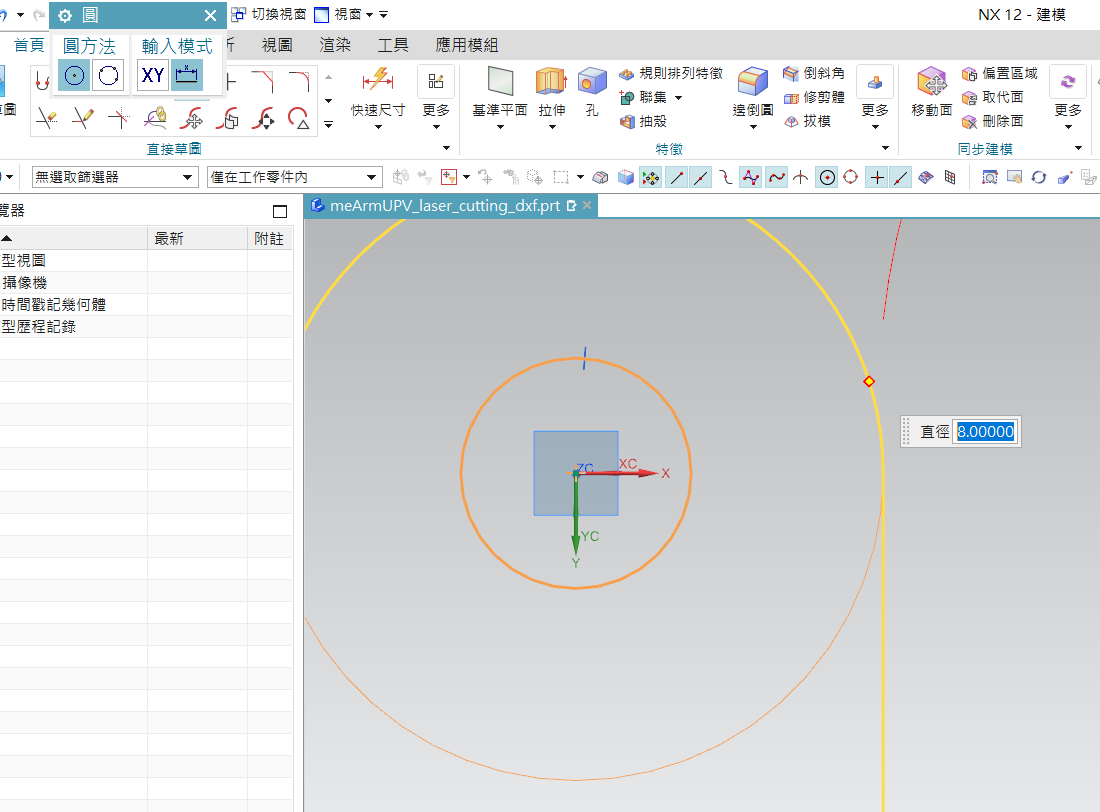 圓
切換視窗
視窗
NX 12 - 建模
首頁
圓方法
輸入模式
析
視圖
渲染
工具
應用模組
XY
快速尺寸
更多
基準平面
拉伸
孔
規則排列特徵
聯集
抽殼
邊倒圓
倒斜角
修剪體
拔模
更多
移動面
偏置區域
取代面
刪除面
更多
圖
直接草圖
特徵
同步建模
無選取篩選器
僅在工作零件內
覽器
meArmUPV_laser_cutting_dxf.prt
最新
附註
型視圖
攝像機
時間戳記幾何體
型歷程記錄
直徑 8.00000
ZC
XC
X
YC
Y